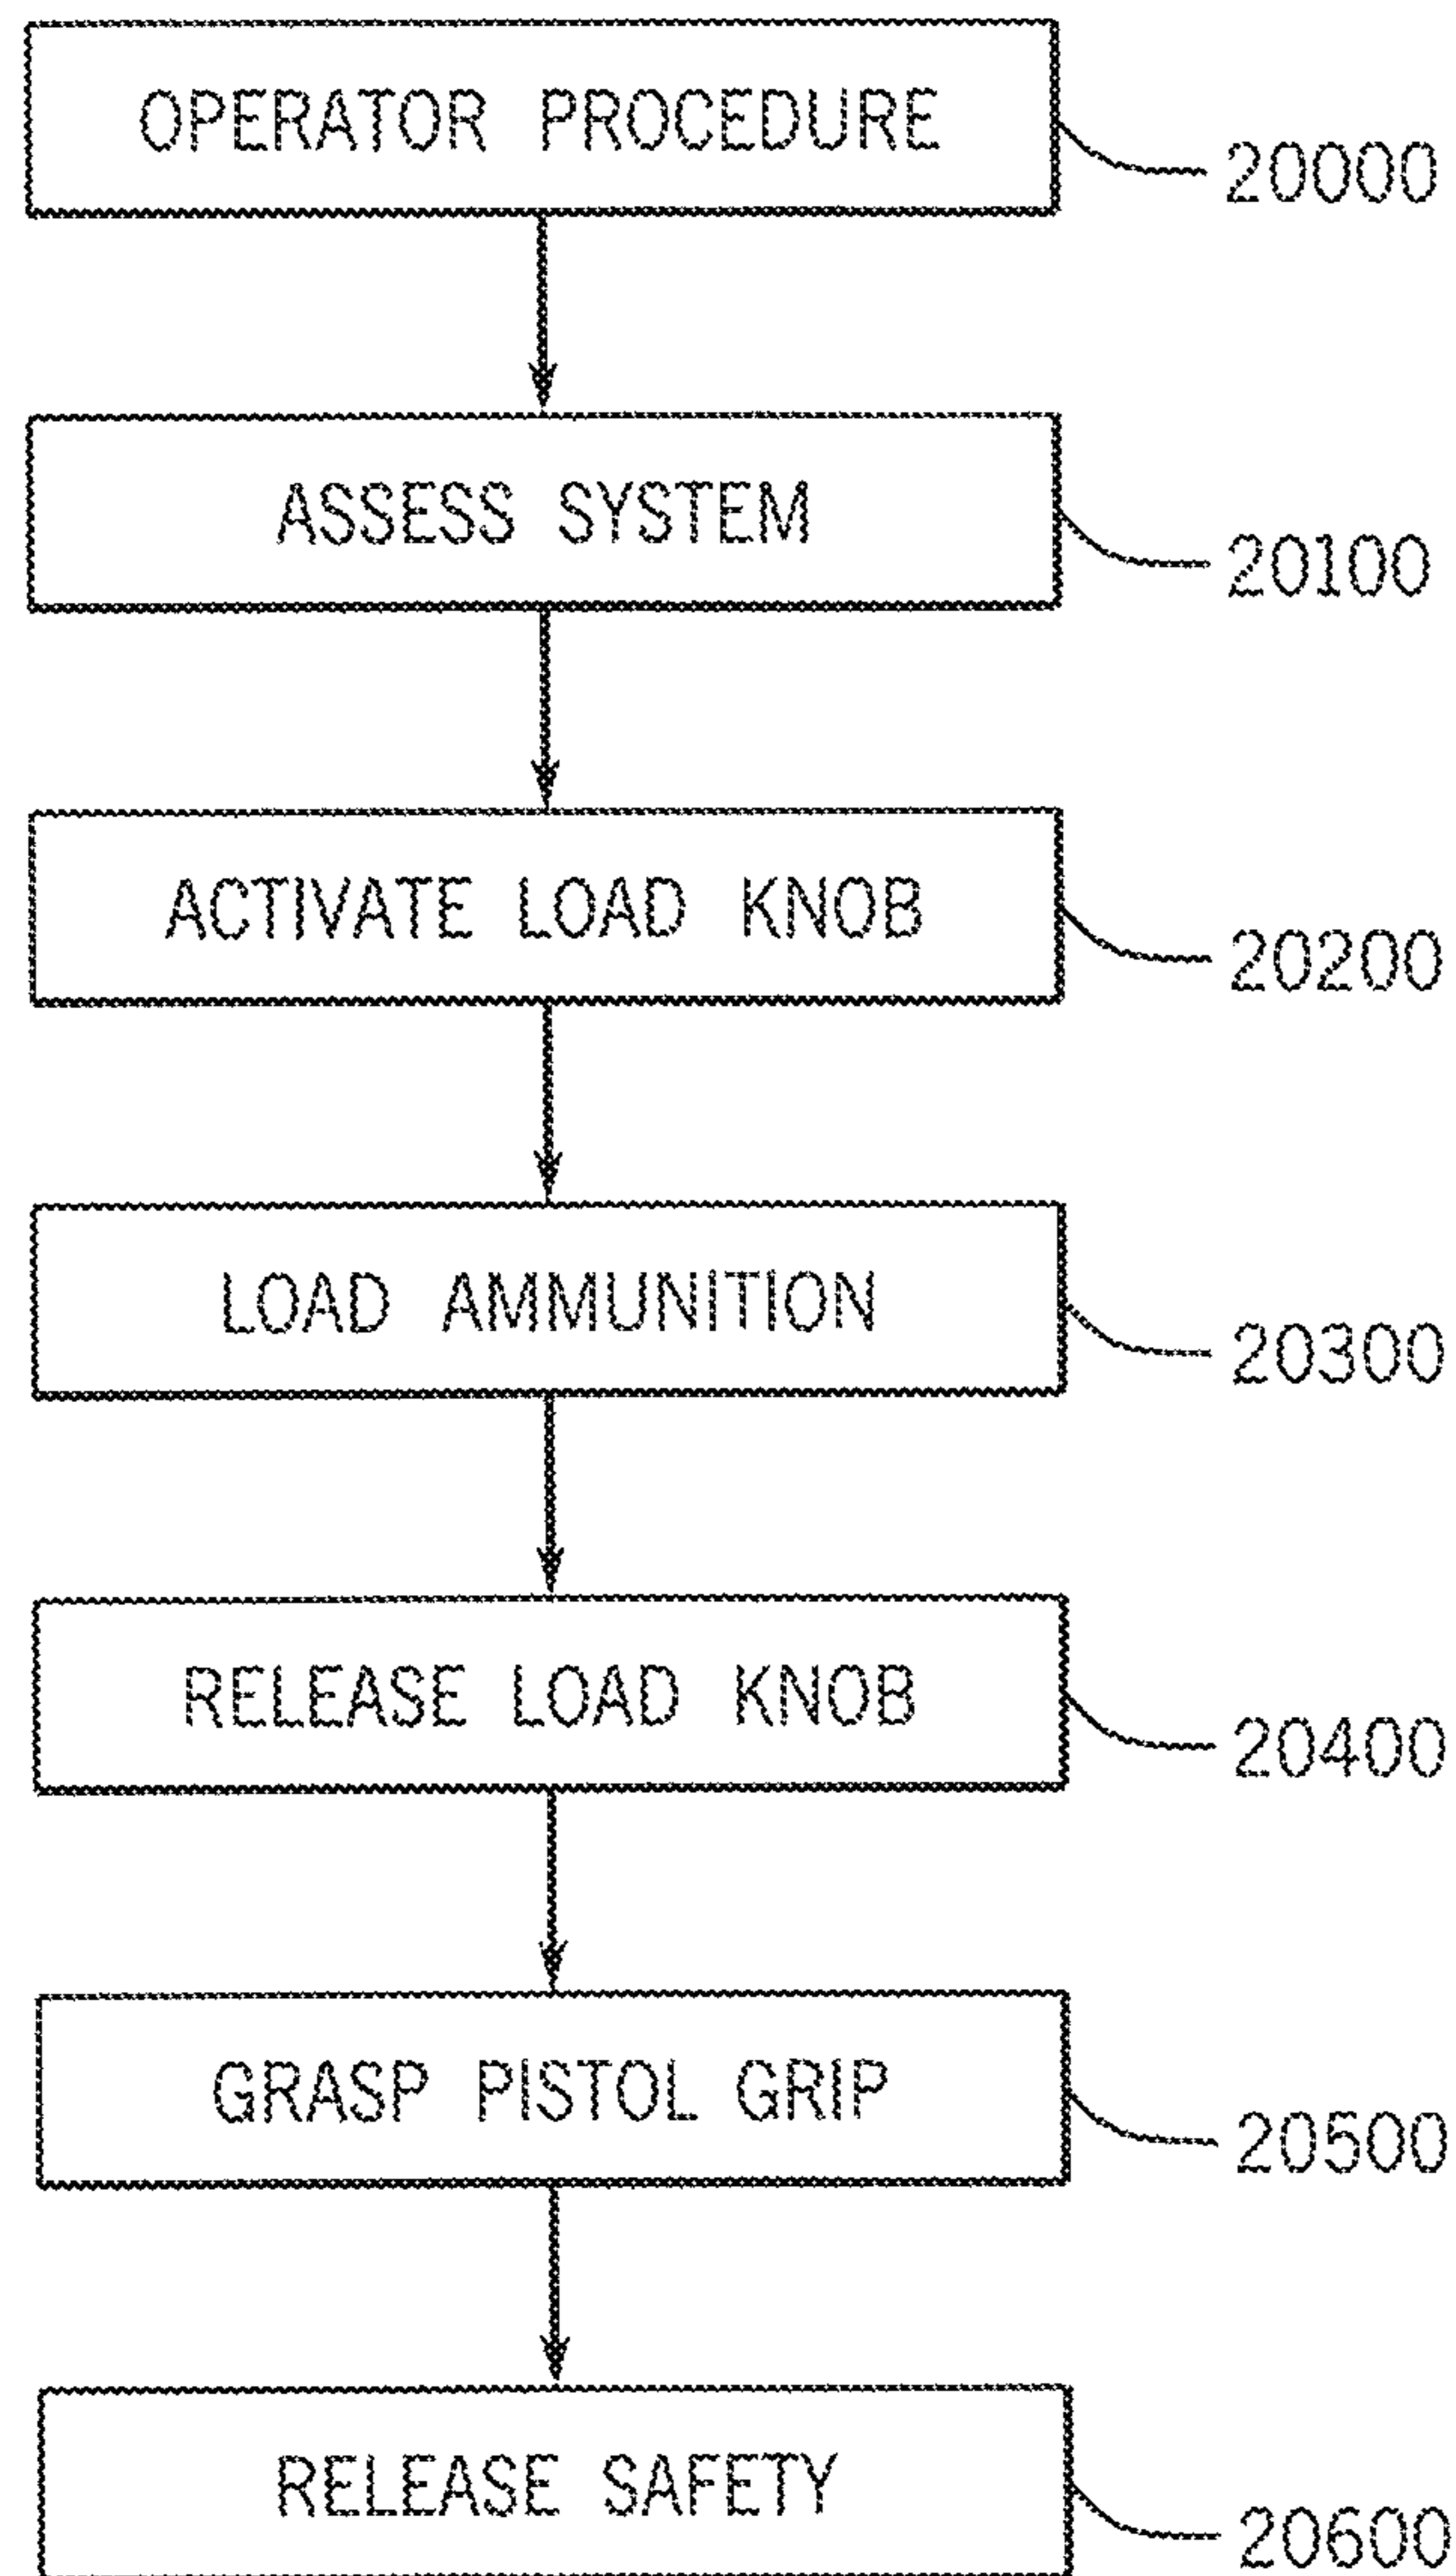 OPERATOR PROCEDURE
20000
ASSESS SYSTEM
20100
ACTIVATE LOAD KNOB
20200
LOAD AMMUNITION
20300
RELEASE LOAD KNOB
20400
GRASP PISTOL GRIP
20500
RELEASE SAFETY
20600